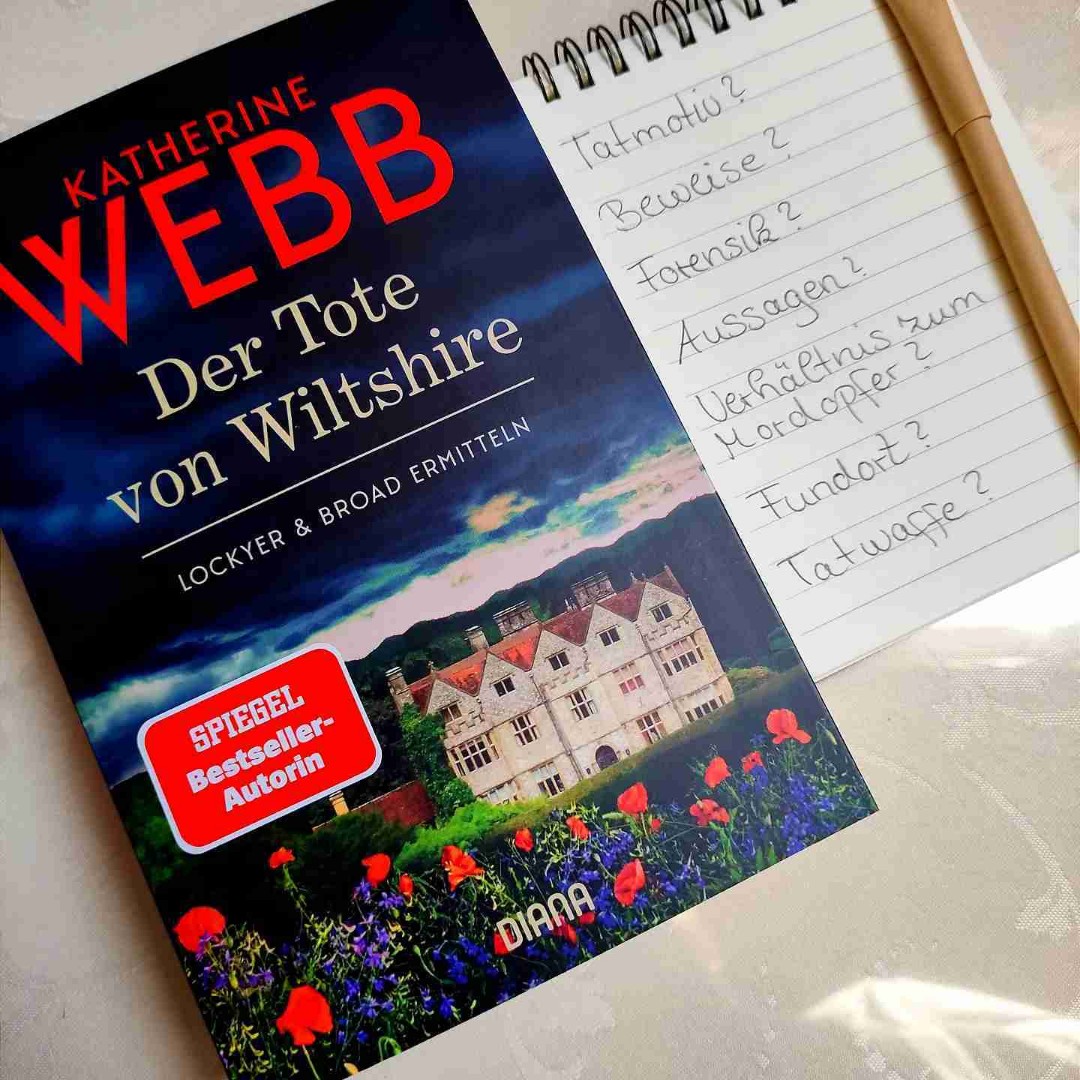 KATHERINE
WEBB
Der Tote
von Wiltshire
LOCKYER & BROAD ERMITTELN
SPIEGEL
Bestseller-
Autorin
DIANA
Tatmotiv?
Beweise?
Forensik?
Aussagen?
Verhältnis zum
Mordopfer?
Fundort?
Tatwaffe?